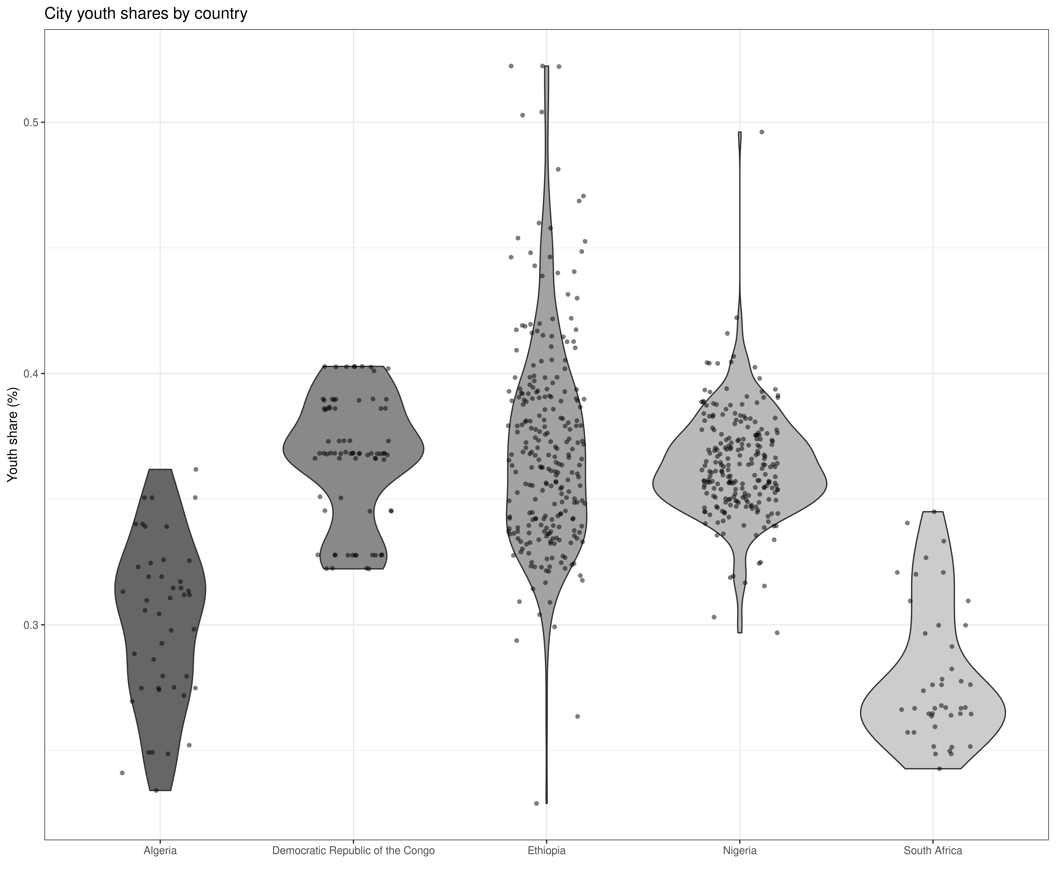 City youth shares by country
Youth share (%)
0.5
0.4
0.3
Algeria
Democratic Republic of the Congo
Ethiopia
Nigeria
South Africa